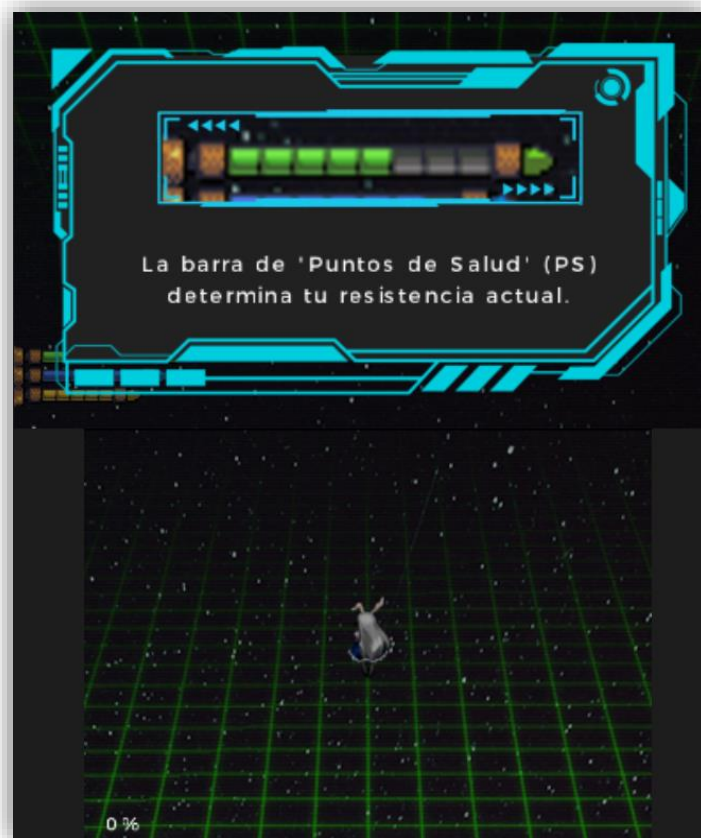 La barra de 'Puntos de Salud' (PS)
determina tu resistencia actual.
0 %